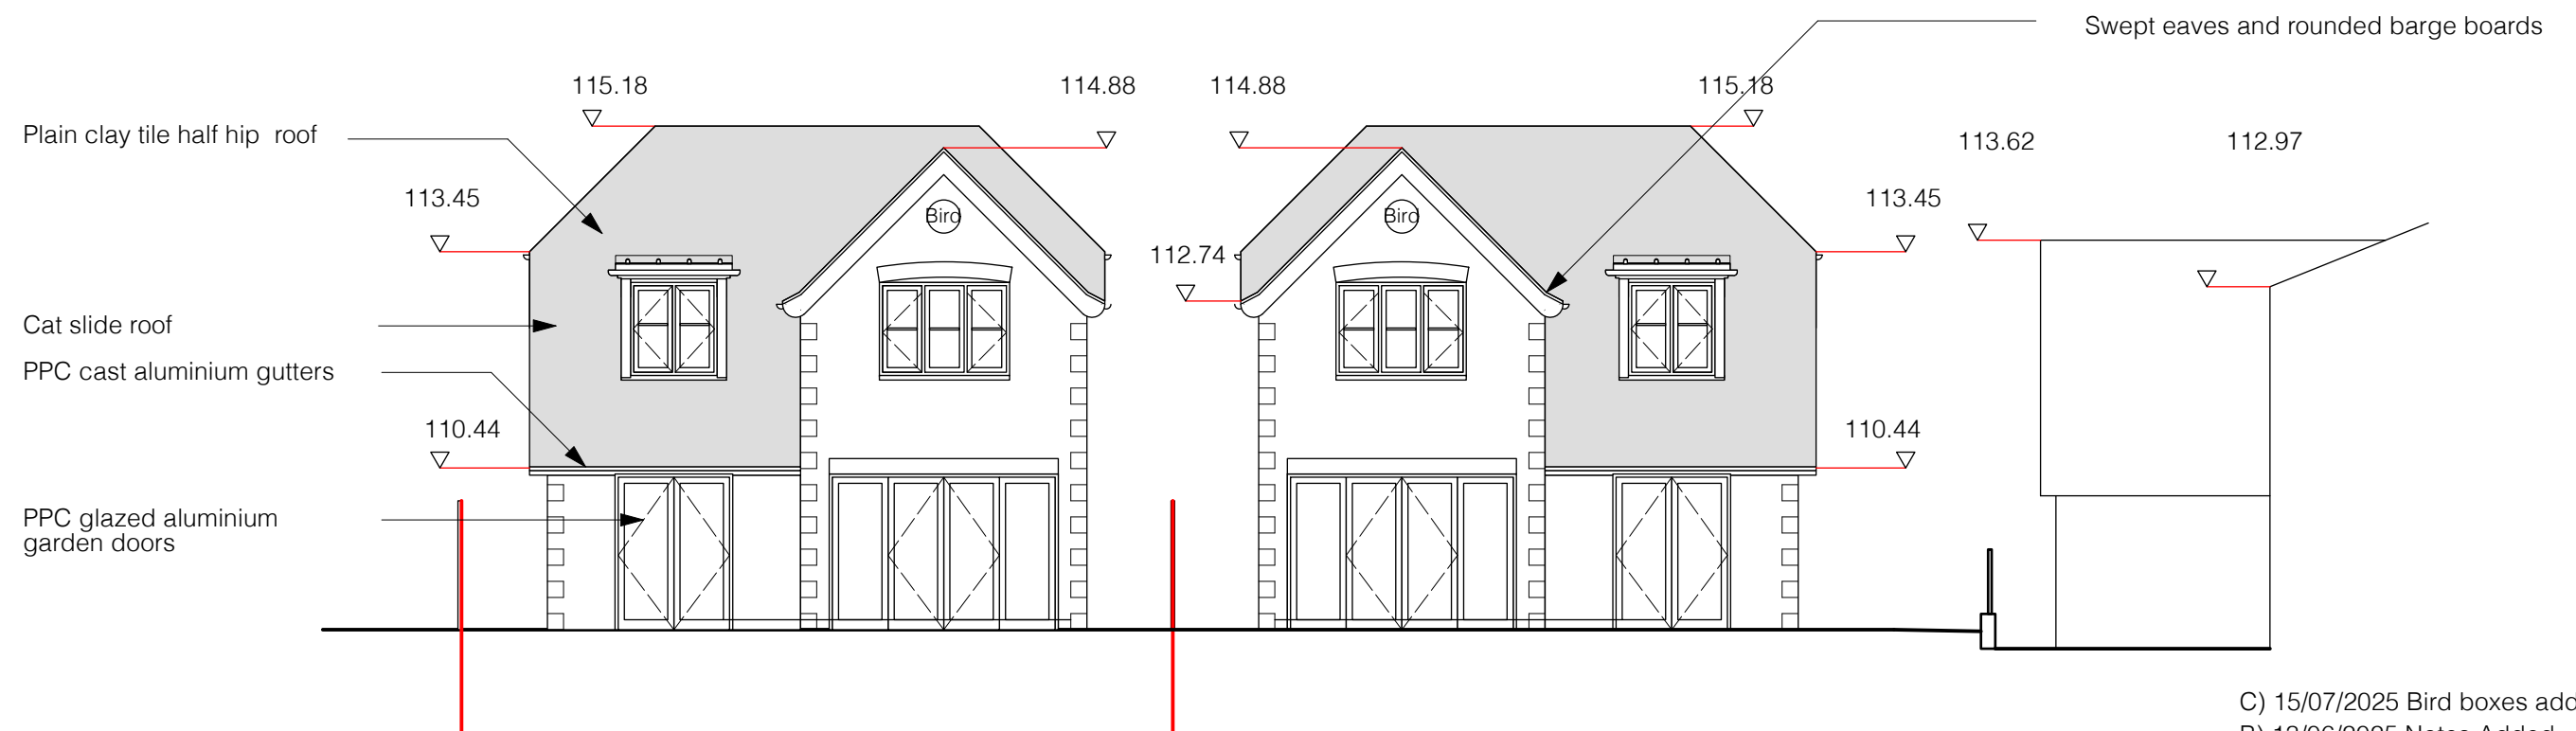 Swept eaves and rounded barge boards
115.18
114.88
114.88
115.18
Plain clay tile half hip roof
113.62
112.97
113.45
113.45
Bird
Bird
112.74
Cat slide roof
PPC cast aluminium gutters
110.44
110.44
PPC glazed aluminium
garden doors
C) 15/07/2025 Bird boxes add
Notes Added